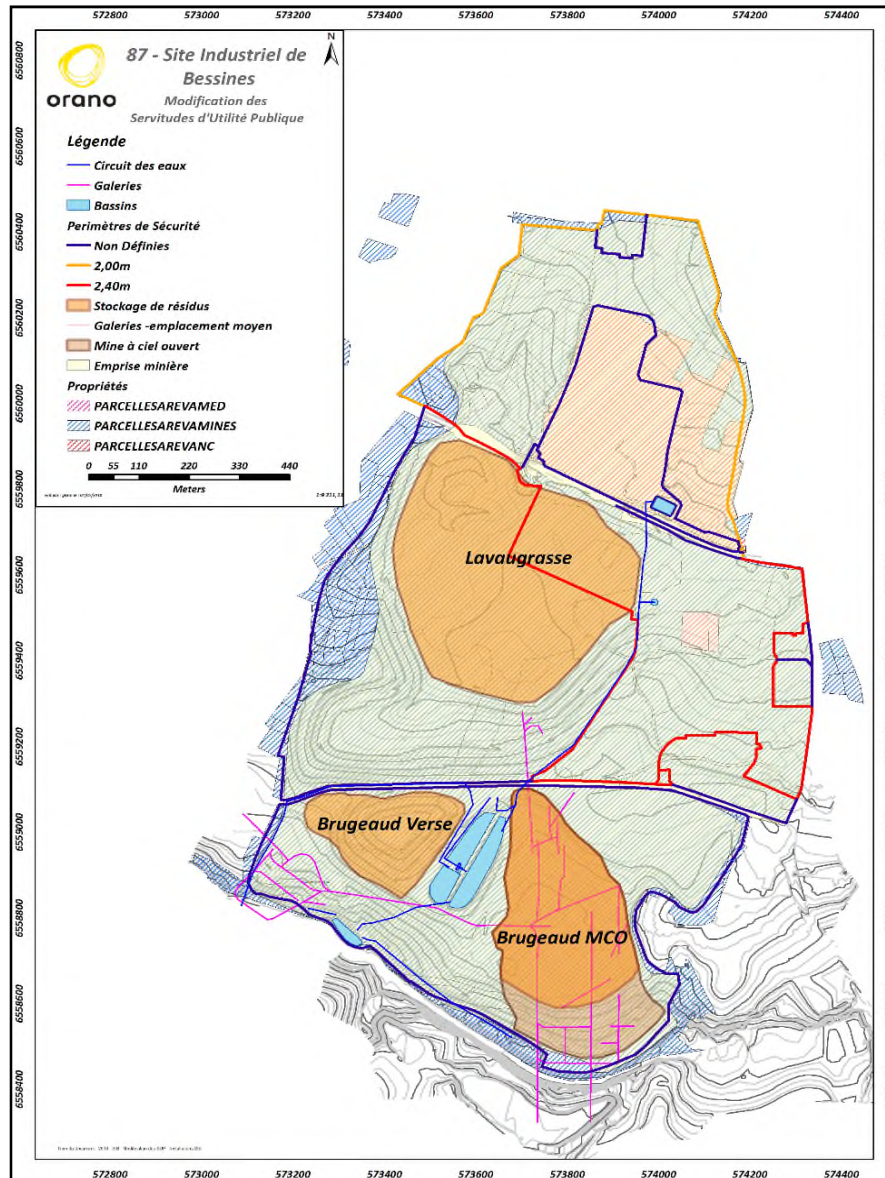 572800 573000 573200 573400 573600 573800 574000 574200 574400
6560800
6560600
6560400
6560200
6560000
6559800
6559600
6559400
6559200
6559000
6558800
6558600
6558400
orano
87 - Site Industriel de
Bessines
Modification des
Servitudes d'Utilité Publique
N
Légende
Circuit des eaux
Galeries
Bassins
Perimètres de Sécurité
Non Définies
2,00m
2,40m
Stockage de résidus
Galeries -emplacement moyen
Mine à ciel ouvert
Emprise minière
Propriétés
PARCELLESAREVAMED
PARCELLESAREVAMINES
PARCELLESAREVANC
0 55 110 220 330 440
Meters
Lavaugrasse
Brugeaud Verse
Brugeaud MCO
572800 573000 573200 573400 573600 573800 574000 574200 574400